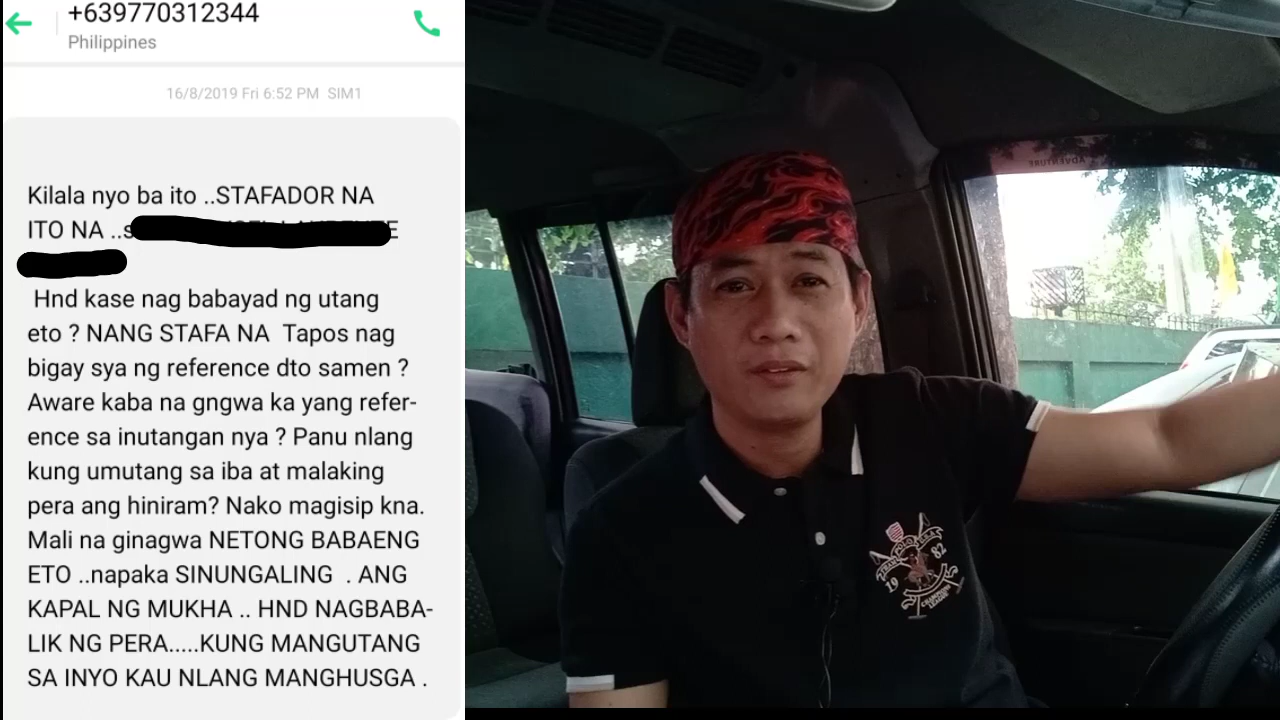 +639770312344
Philippines
16/8/2019 Fri 6:52 PM SIM1
Kilala nyo ba ito ..STAFADOR NA
ITO NA ..s
Hnd kase nag babayad ng utang
eto ? NANG STAFA NA Tapos nag
bigay sya ng reference dto samen ?
Aware kaba na gngwa ka yang refer-
ence sa inutangan nya ? Panu nlang
kung umutang sa iba at malaking
pera ang hiniram? Nako magisip kna.
Mali na ginagwa NETONG BABAENG
ETO ..napaka SINUNGALING . ANG
KAPAL NG MUKHA .. HND NAGBABA-
LIK NG PERA.....KUNG MANGUTANG
SA INYO KAU NLANG MANGHUSGA .
ADVENTURE
19 82
CHAMPIONS
LEAGUE